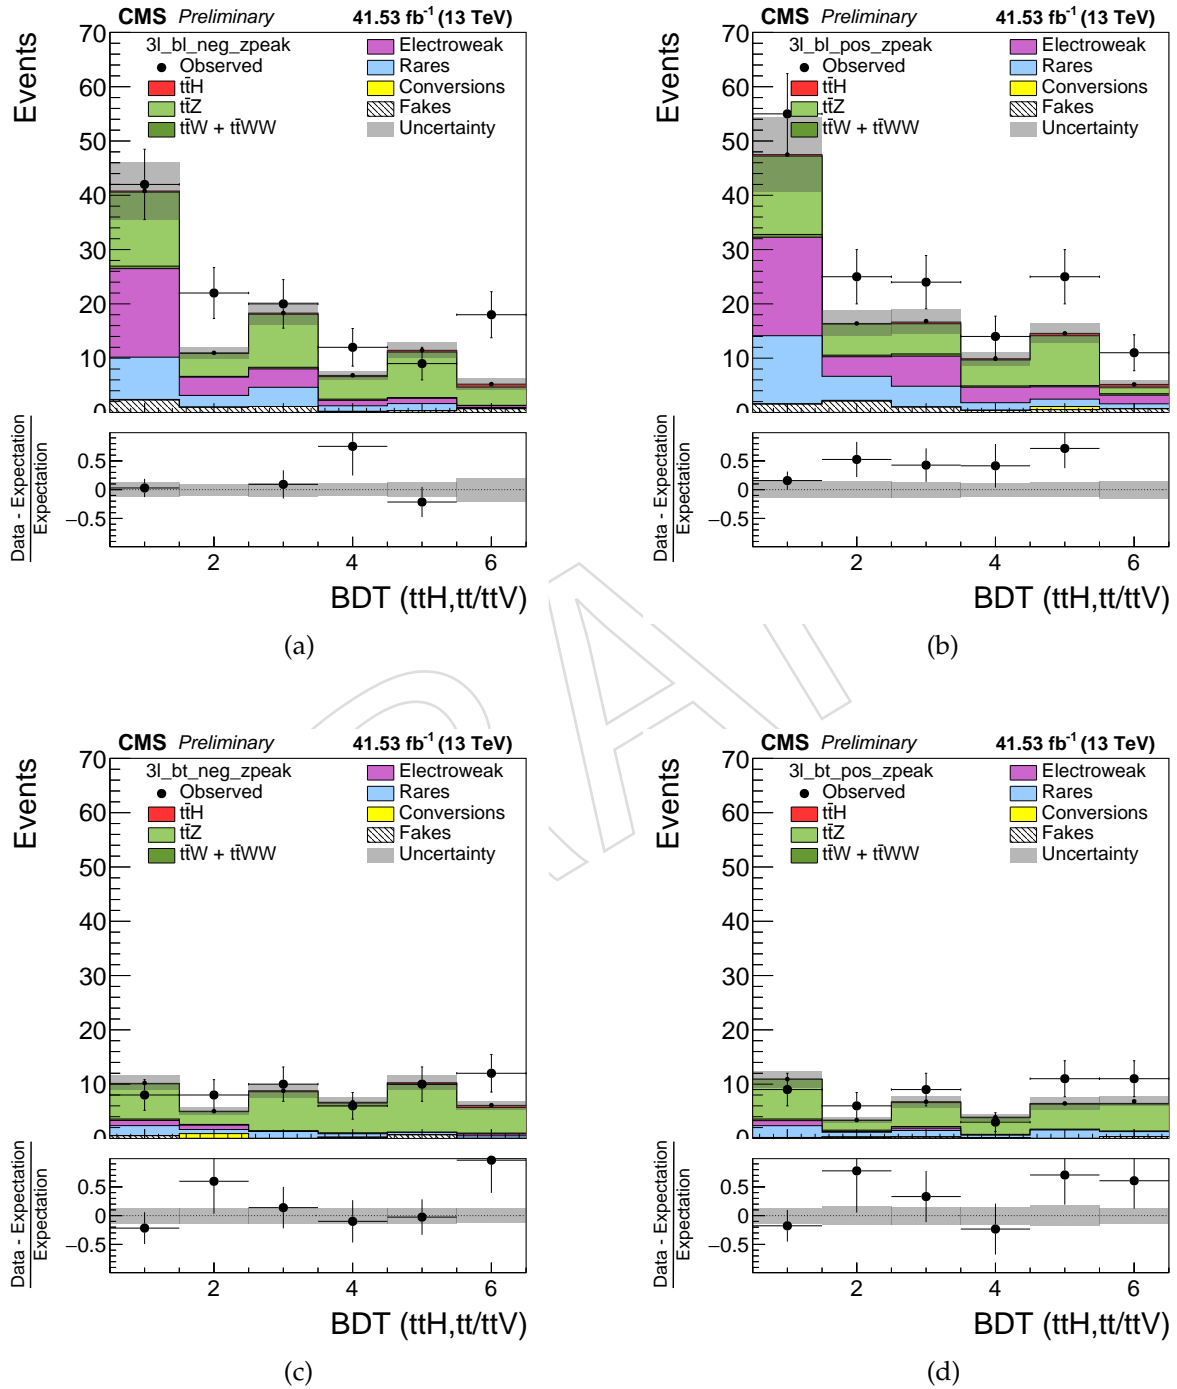 CMS Preliminary 41.53 fb⁻¹ (13 TeV)
Events
70
60
50
40
30
20
10
0
3l_bl_neg_zpeak
Observed
tt̄H
tt̄Z
tt̄W + tt̄WW
Electroweak
Rares
Conversions
Fakes
Uncertainty
Data - Expectation
Expectation
0.5
0
−0.5
2 4 6
BDT (ttH,tt/ttV)
(a)
CMS Preliminary 41.53 fb⁻¹ (13 TeV)
Events
70
60
50
40
30
20
10
0
3l_bl_pos_zpeak
Observed
tt̄H
tt̄Z
tt̄W + tt̄WW
Electroweak
Rares
Conversions
Fakes
Uncertainty
Data - Expectation
Expectation
0.5
0
−0.5
2 4 6
BDT (ttH,tt/ttV)
(b)
CMS Preliminary 41.53 fb⁻¹ (13 TeV)
Events
70
60
50
40
30
20
10
0
3l_bt_neg_zpeak
Observed
tt̄H
tt̄Z
tt̄W + tt̄WW
Electroweak
Rares
Conversions
Fakes
Uncertainty
Data - Expectation
Expectation
0.5
0
−0.5
2 4 6
BDT (ttH,tt/ttV)
(c)
CMS Preliminary 41.53 fb⁻¹ (13 TeV)
Events
70
60
50
40
30
20
10
0
3l_bt_pos_zpeak
Observed
tt̄H
tt̄Z
tt̄W + tt̄WW
Electroweak
Rares
Conversions
Fakes
Uncertainty
Data - Expectation
Expectation
0.5
0
−0.5
2 4 6
BDT (ttH,tt/ttV)
(d)